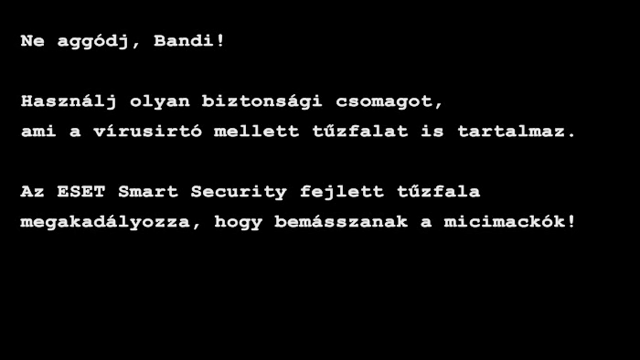 Ne aggódj, Bandi!
Használj olyan biztonsági csomagot,
ami a vírusirtó mellett tűzfalat is tartalmaz.
Az ESET Smart Security fejlett tűzfala
megakadályozza, hogy bemásszanak a micimackók!